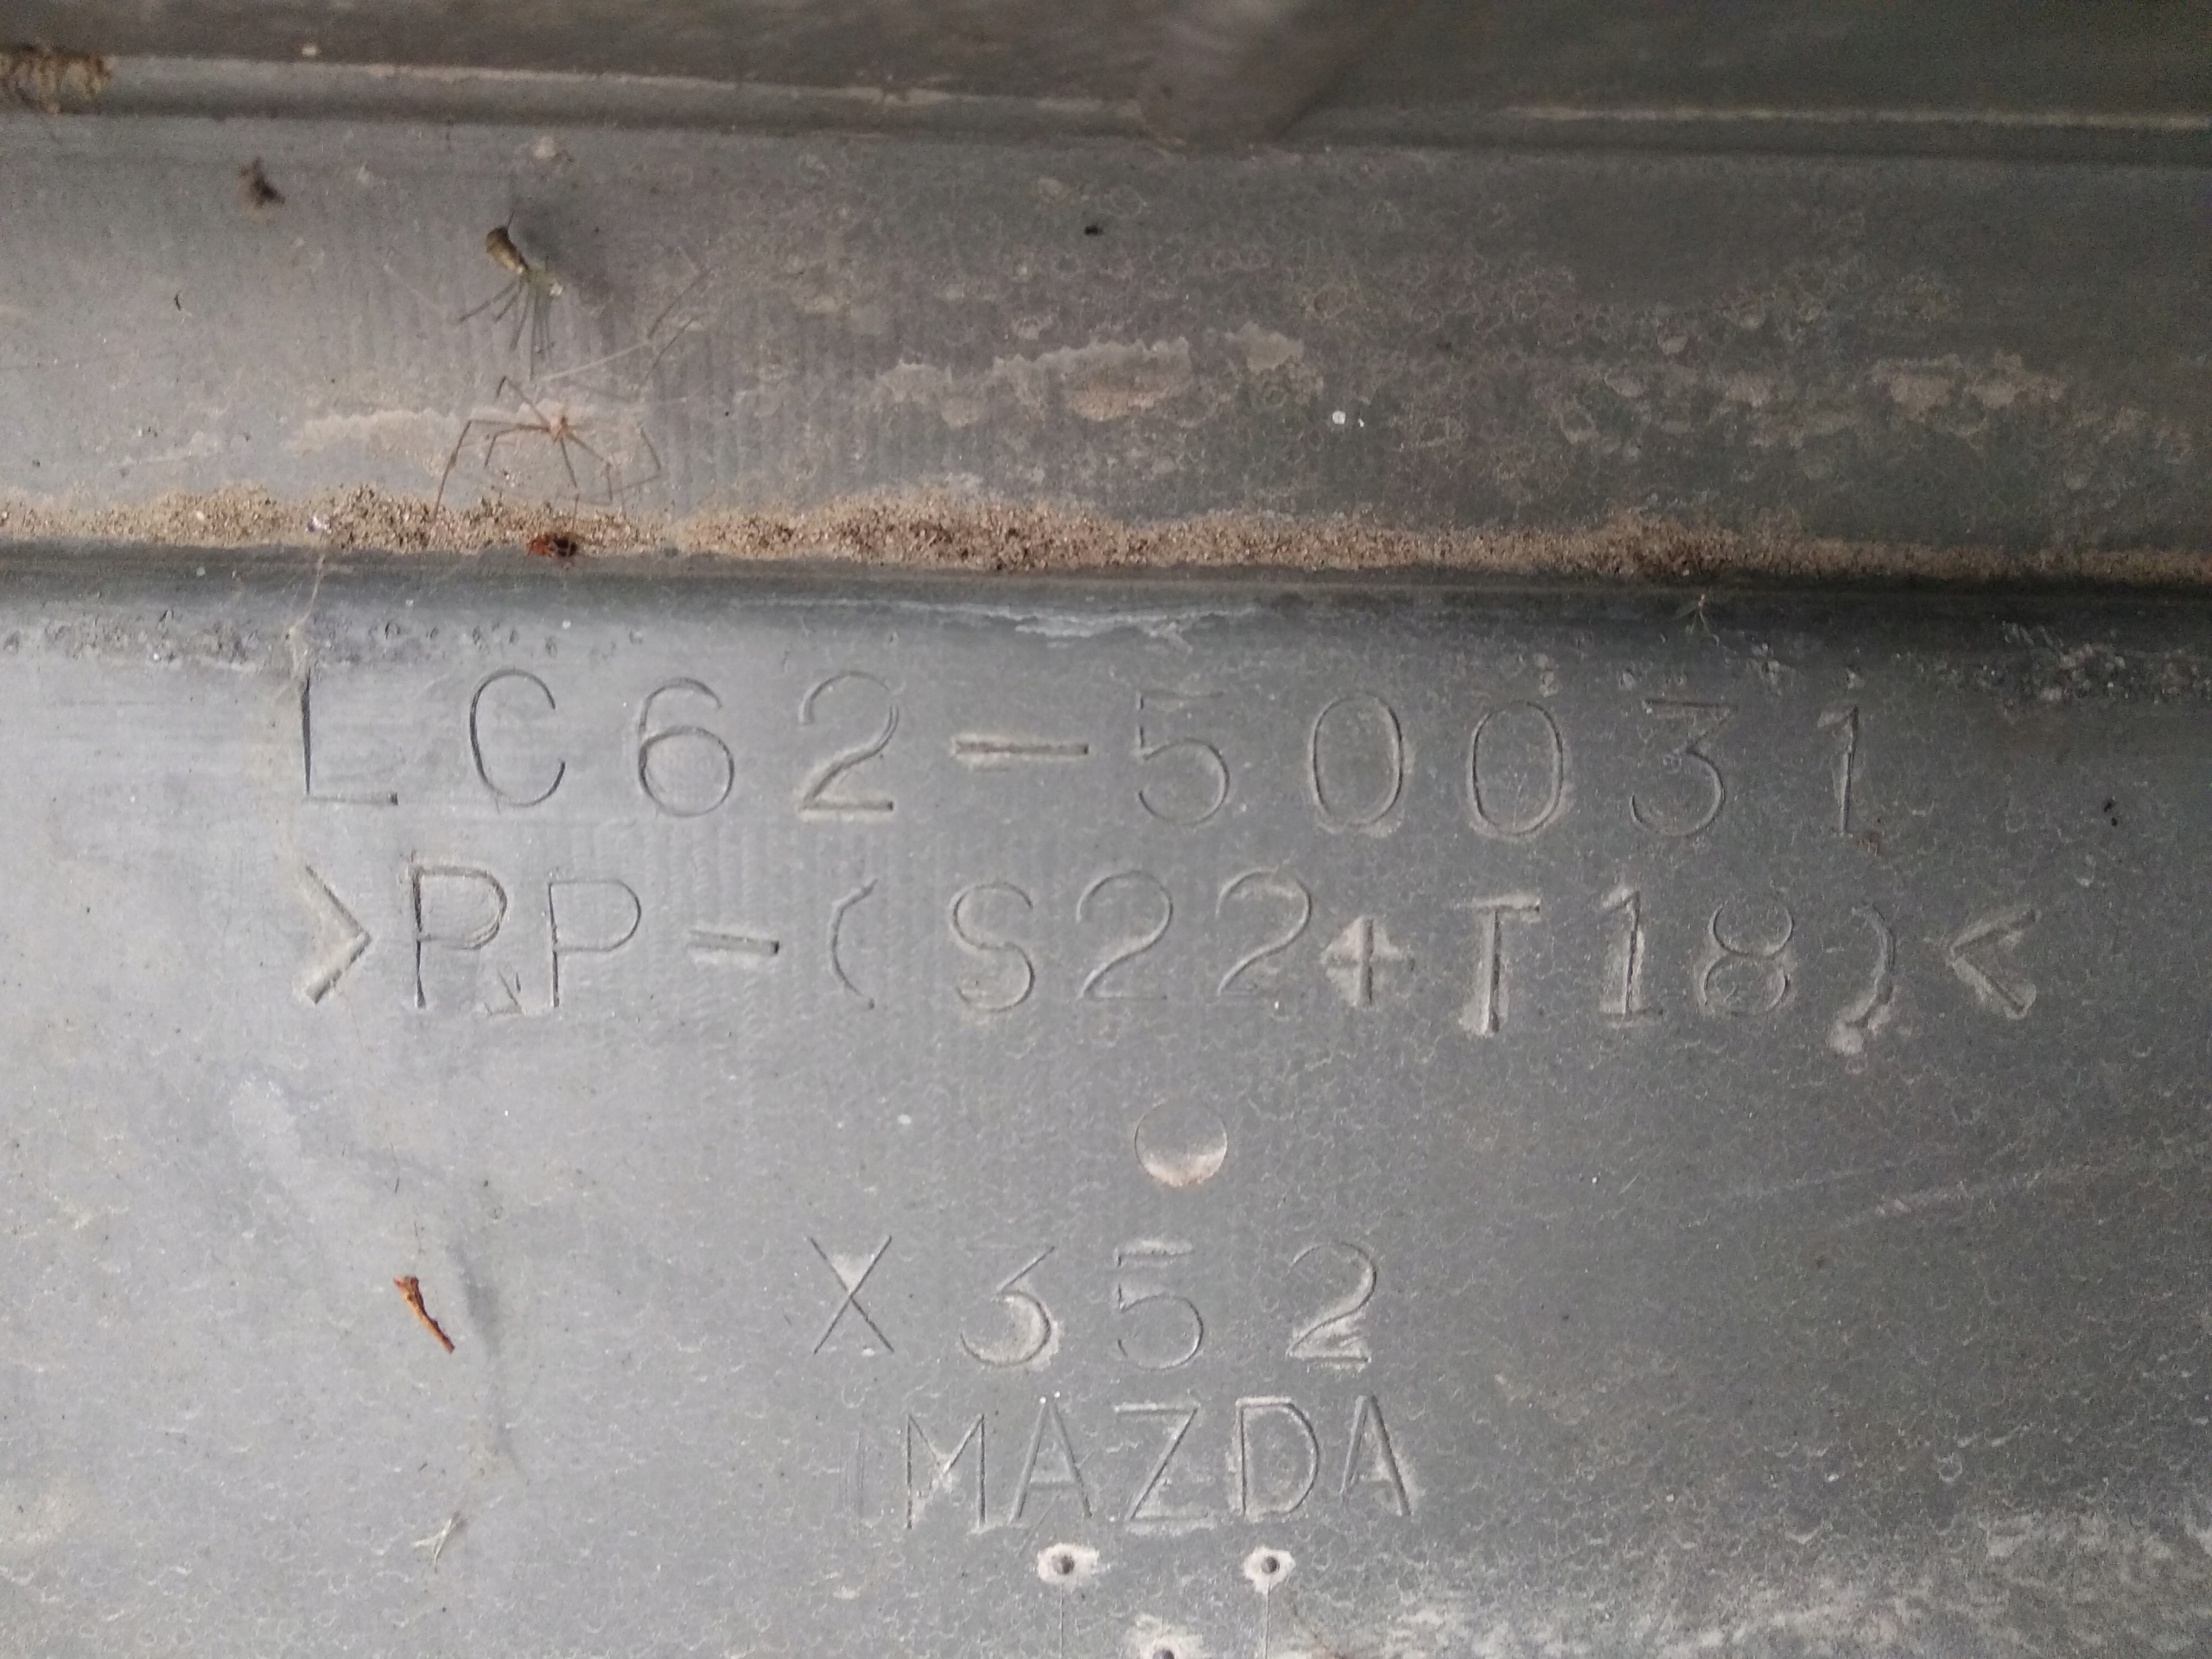 LC62-50031
>PP-(S22+T18)<
X352
MAZDA